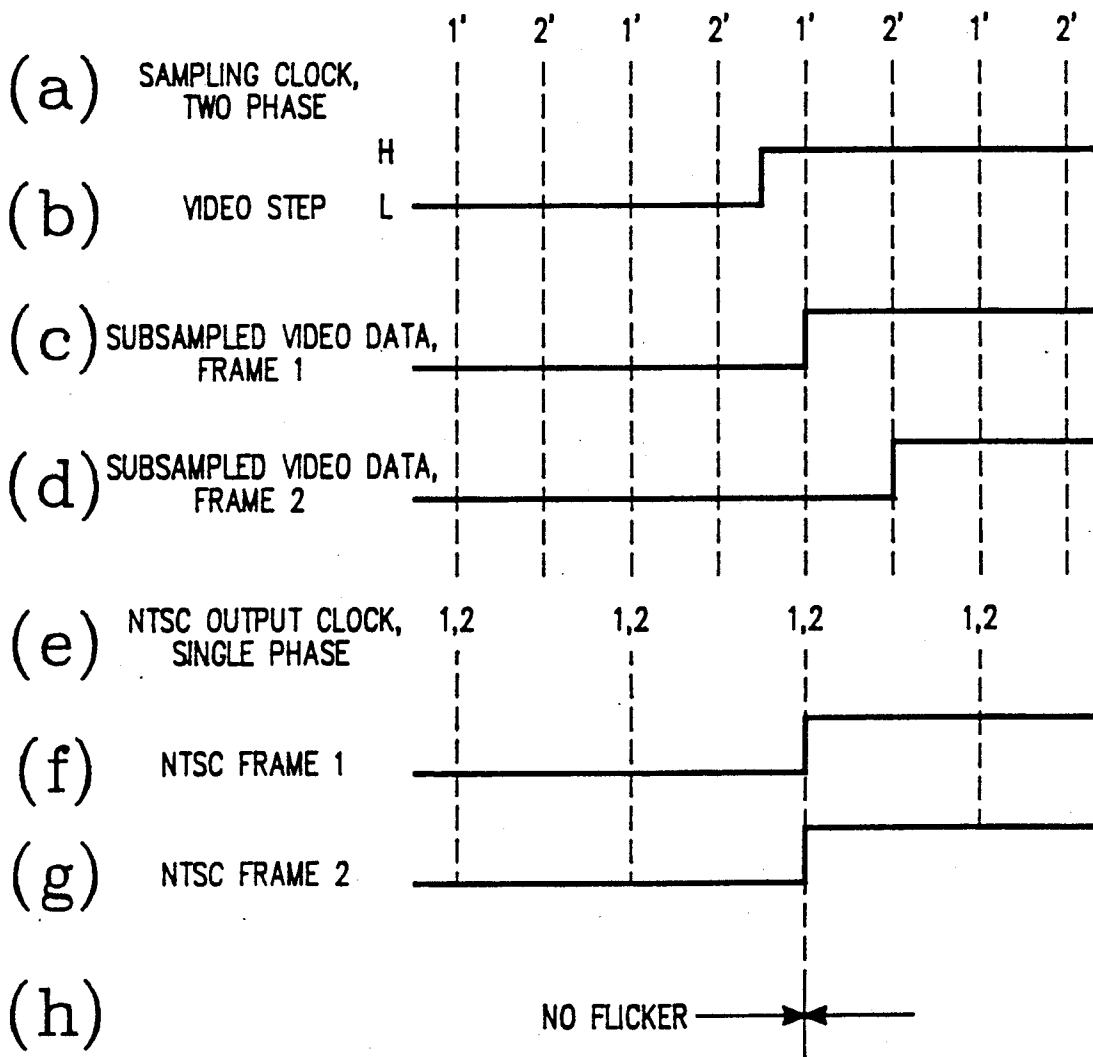 1' 2' 1' 2' 1' 2' 1' 2'
(a) SAMPLING CLOCK,
TWO PHASE
H
(b) VIDEO STEP L
(c) SUBSAMPLED VIDEO DATA,
FRAME 1
(d) SUBSAMPLED VIDEO DATA,
FRAME 2
(e) NTSC OUTPUT CLOCK, 1,2 1,2 1,2 1,2
SINGLE PHASE
(f) NTSC FRAME 1
(g) NTSC FRAME 2
(h) NO FLICKER